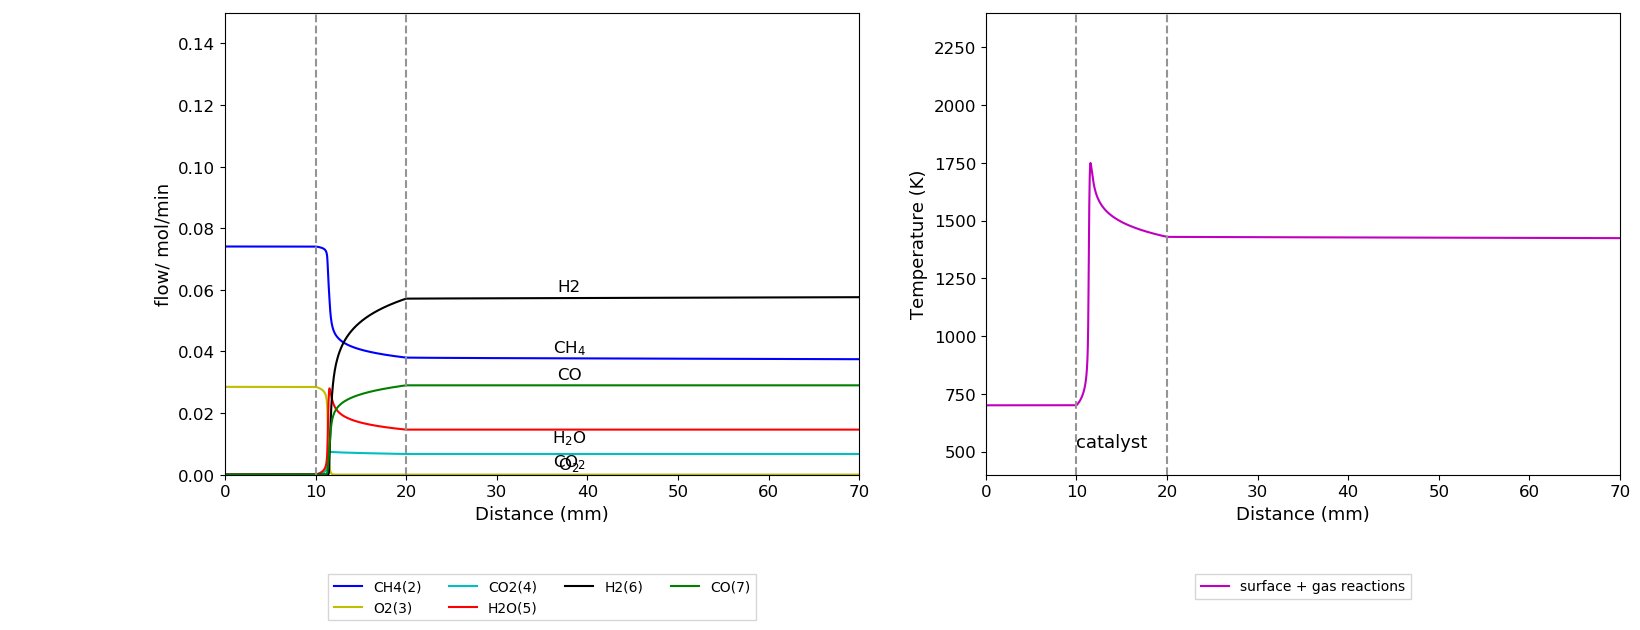 0.14
0.12
0.10
0.08
0.06
0.04
0.02
0.00
flow/ mol/min
H2
CH4
CO
H2O
CO2
O2
0 10 20 30 40 50 60 70
Distance (mm)
CH4(2) CO2(4) H2(6) CO(7)
O2(3) H2O(5)
2250
2000
1750
1500
1250
1000
750
500
Temperature (K)
catalyst
0 10 20 30 40 50 60 70
Distance (mm)
surface + gas reactions